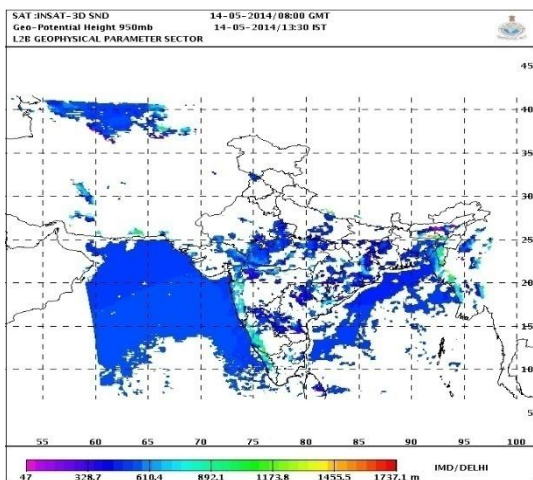 SAT :INSAT-3D SND 14-05-2014/08:00 GMT
Geo-Potential Height 950mb 14-05-2014/13:30 IST
L2B GEOPHYSICAL PARAMETER SECTOR
45
40
35
30
25
20
15
10
5
55 60 65 70 75 80 85 90 95 100
47 328.7 610.4 892.1 1173.8 1455.5 1737.1 m IMD/DELHI